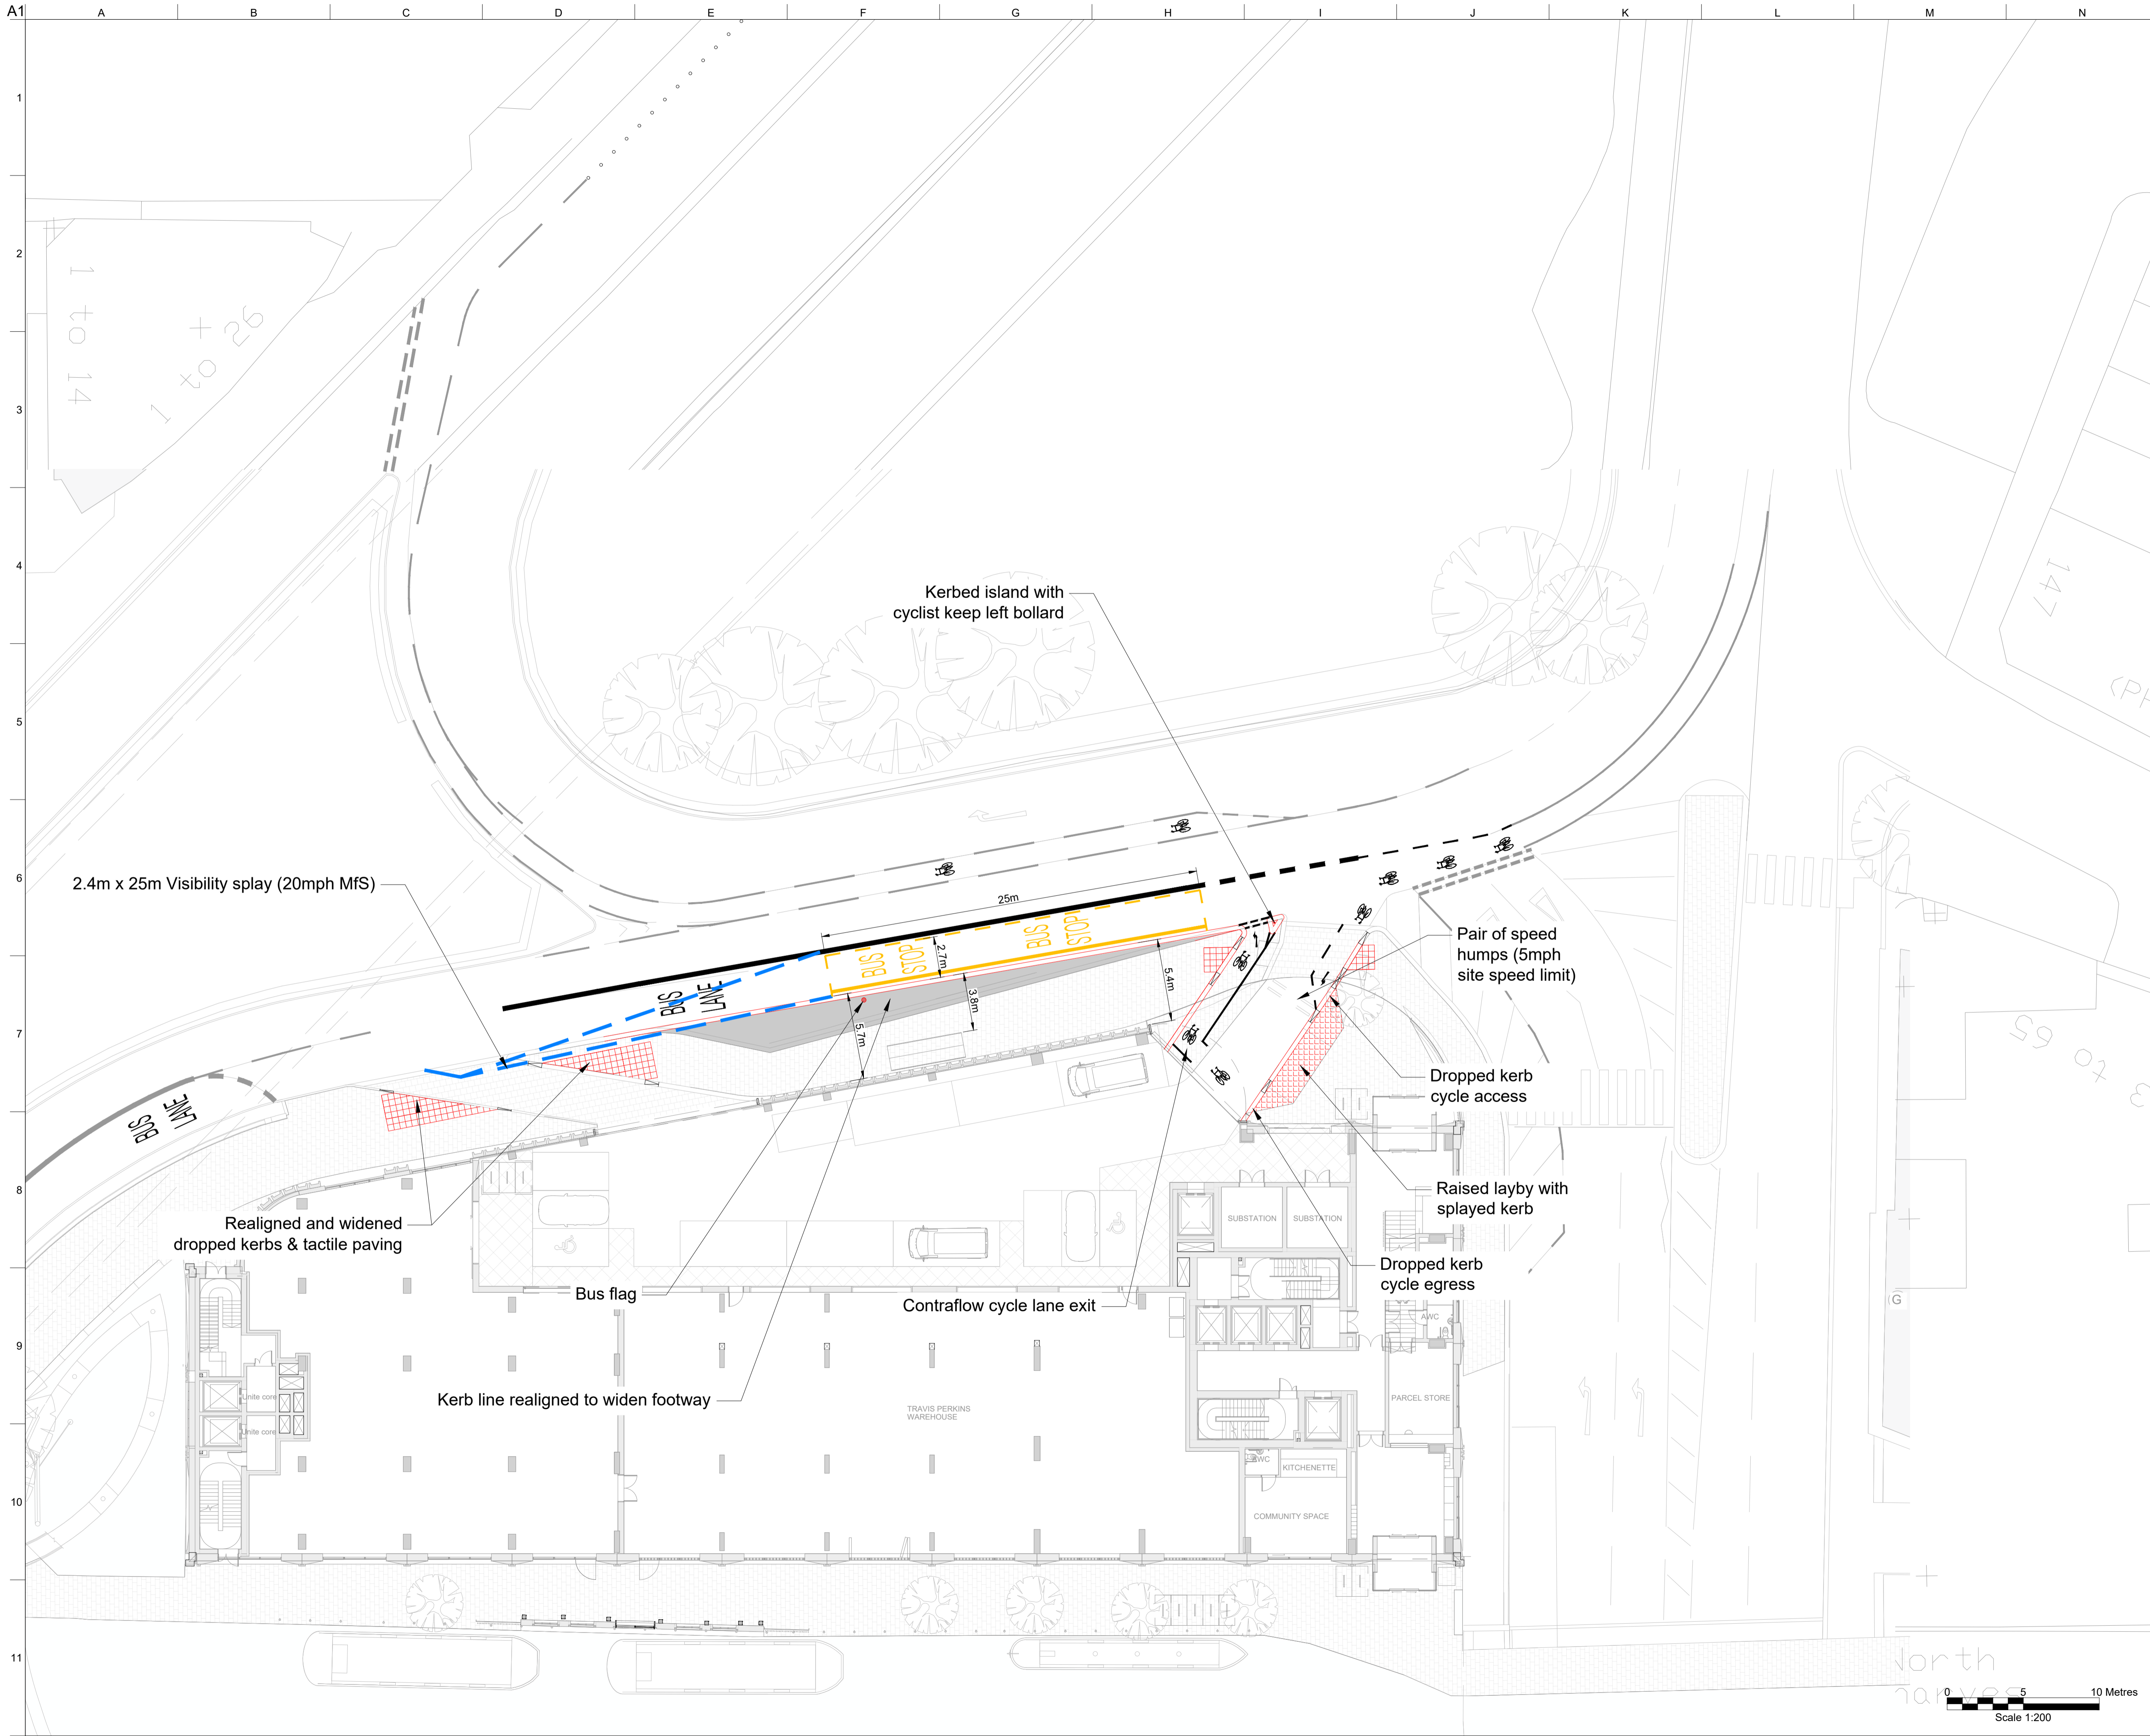 A1
A
B
C
D
E
F
G
H
I
J
K
L
M
N
1
2
3
4
5
6
7
8
9
10
11
1 to 14
1 to 26
147
Kerbed island with
cyclist keep left bollard
2.4m x 25m Visibility splay (20mph MfS)
25m
BUS
STOP
BUS
STOP
2.7m
5.4m
3.8m
5.7m
BUS
LANE
BUS
LANE
Pair of speed
humps (5mph
site speed limit)
Dropped kerb
cycle access
Raised layby with
splayed kerb
Dropped kerb
cycle egress
Realigned and widened
dropped kerbs & tactile paving
Bus flag
Contraflow cycle lane exit
Kerb line realigned to widen footway
SUBSTATION
SUBSTATION
AWC
PARCEL STORE
Unite core
Unite core
TRAVIS PERKINS
WAREHOUSE
AWC
KITCHENETTE
COMMUNITY SPACE
to 65
0
5
10 Metres
Scale 1:200